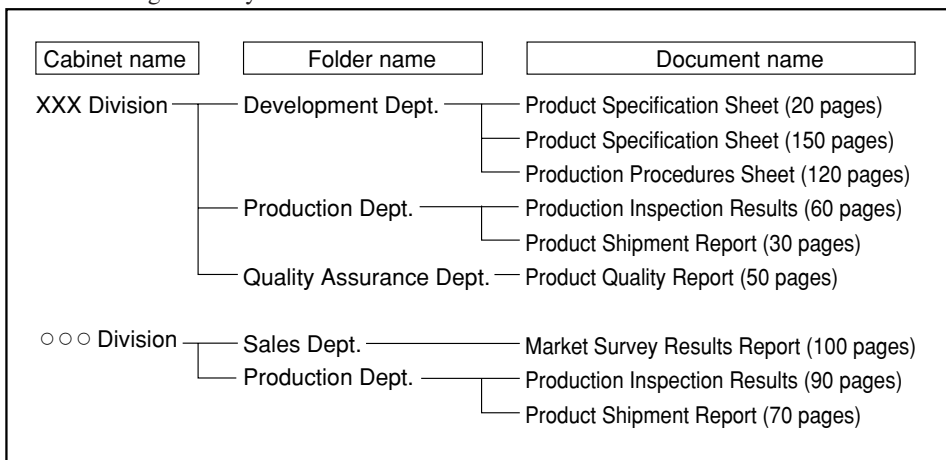 Cabinet name Folder name Document name
XXX Division Development Dept. Product Specification Sheet (20 pages)
Product Specification Sheet (150 pages)
Production Procedures Sheet (120 pages)
Production Dept. Production Inspection Results (60 pages)
Product Shipment Report (30 pages)
Quality Assurance Dept. Product Quality Report (50 pages)
○○○ Division Sales Dept. Market Survey Results Report (100 pages)
Production Dept. Production Inspection Results (90 pages)
Product Shipment Report (70 pages)